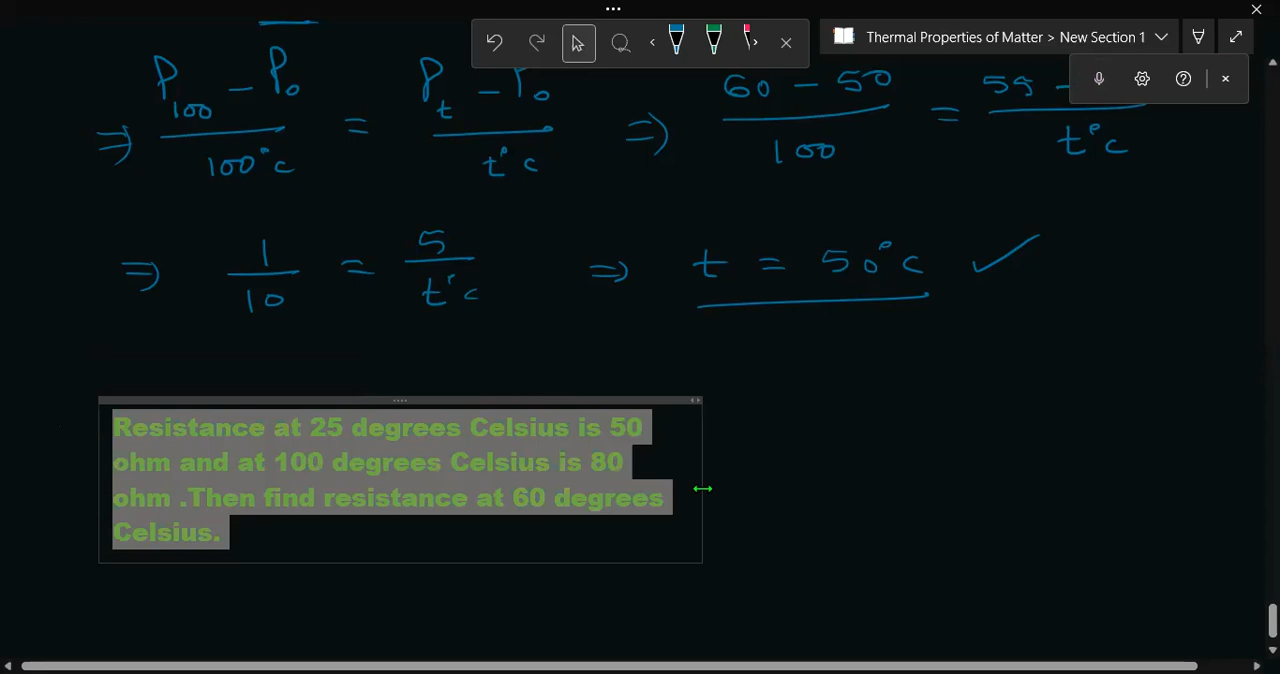 Thermal Properties of Matter > New Section 1
⇒ P₁₀₀ − P₀ / 100°c = Pt − P₀ / t°c ⇒ 60 − 50 / 100 = 55 − / t°c
⇒ 1/10 = 5/t°c ⇒ t = 50°c ✓
Resistance at 25 degrees Celsius is 50
ohm and at 100 degrees Celsius is 80
ohm .Then find resistance at 60 degrees
Celsius.